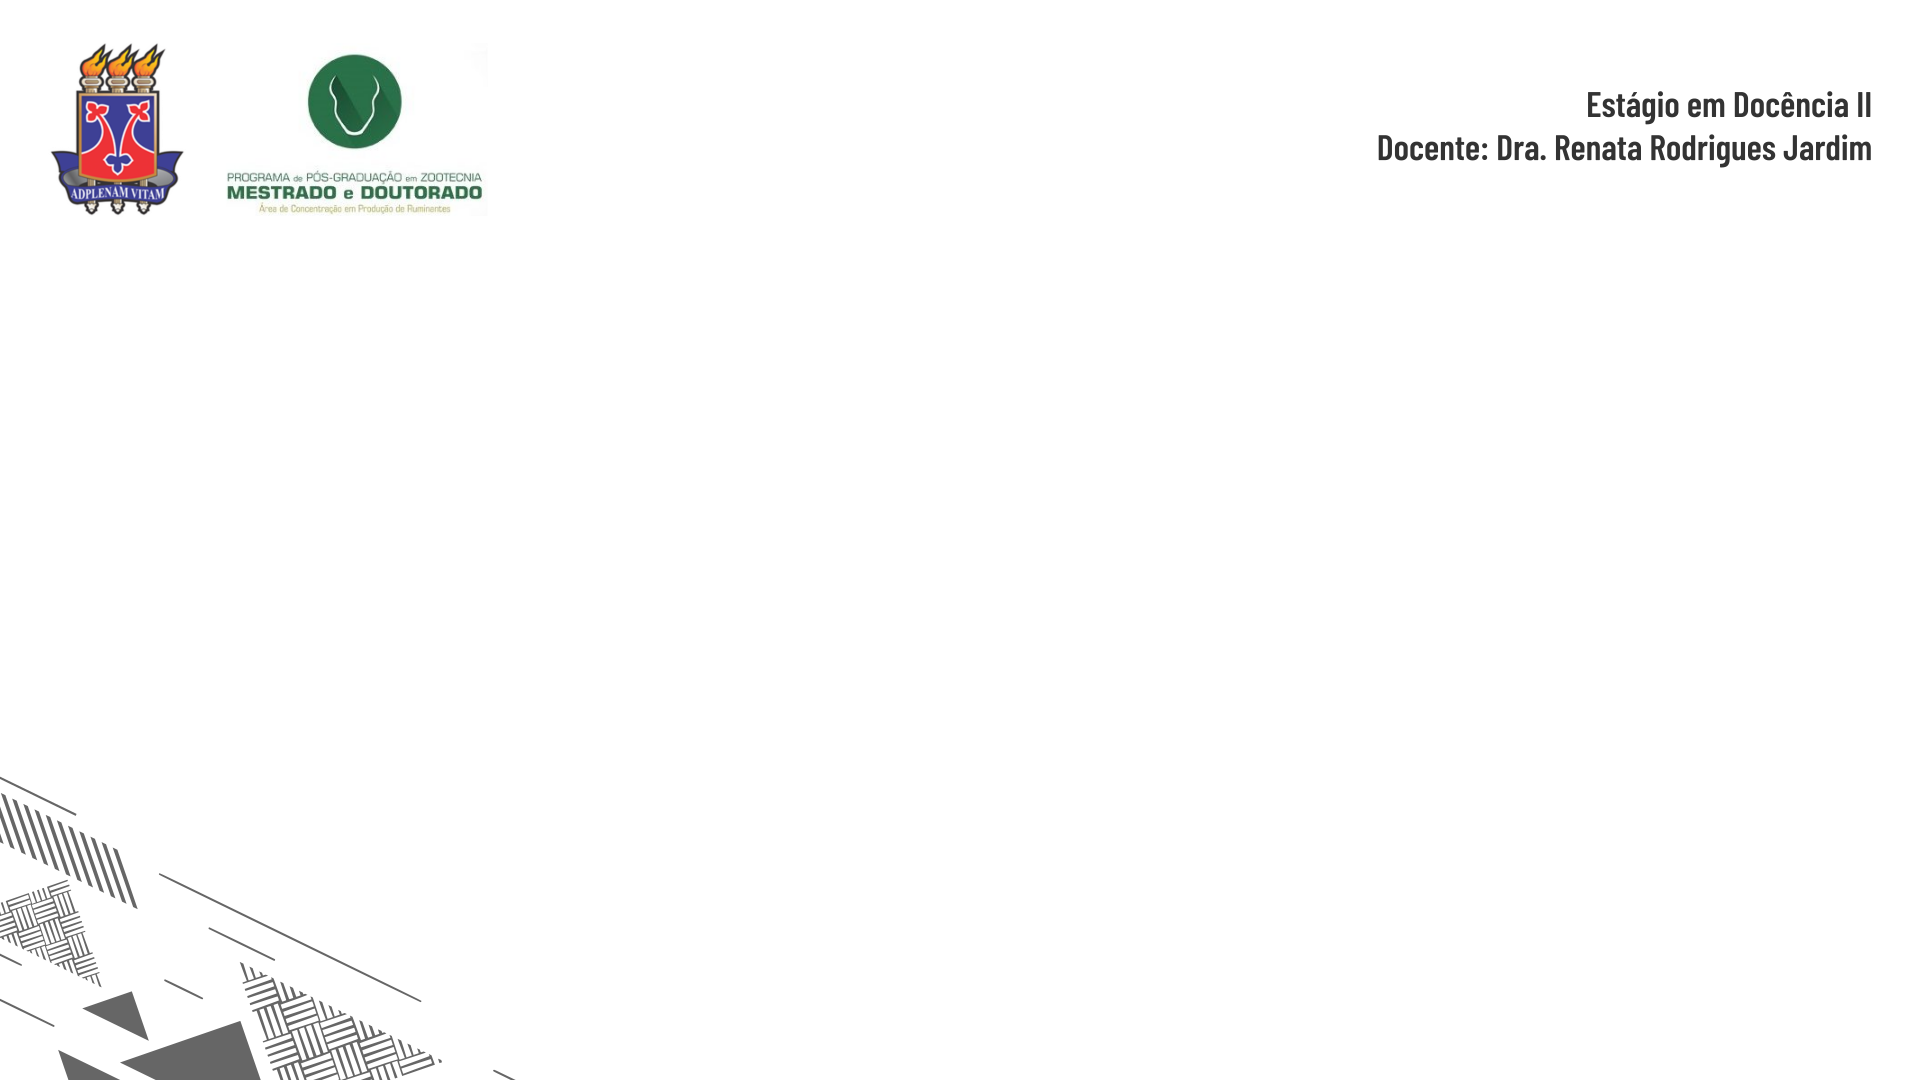 ADPLENAM VITAM
PROGRAMA de PÓS-GRADUAÇÃO em ZOOTECNIA
MESTRADO e DOUTORADO
Área de Concentração em Produção de Ruminantes
Estágio em Docência II
Docente: Dra. Renata Rodrigues Jardim